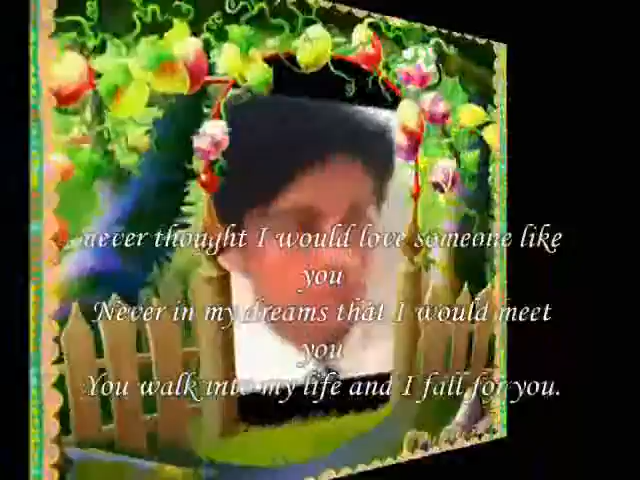 never thought I would love someone like
you
Never in my dreams that I would meet
you
You walk into my life and I fall for you.